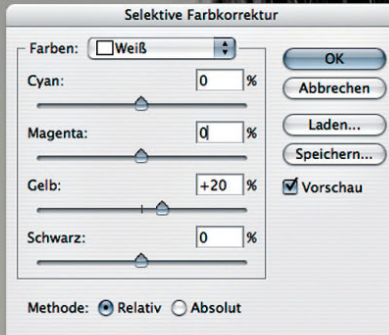 Selektive Farbkorrektur
Farben: Weiß
Cyan: 0 %
Magenta: 0 %
Gelb: +20 %
Schwarz: 0 %
Methode: Relativ Absolut
OK
Abbrechen
Laden...
Speichern...
Vorschau